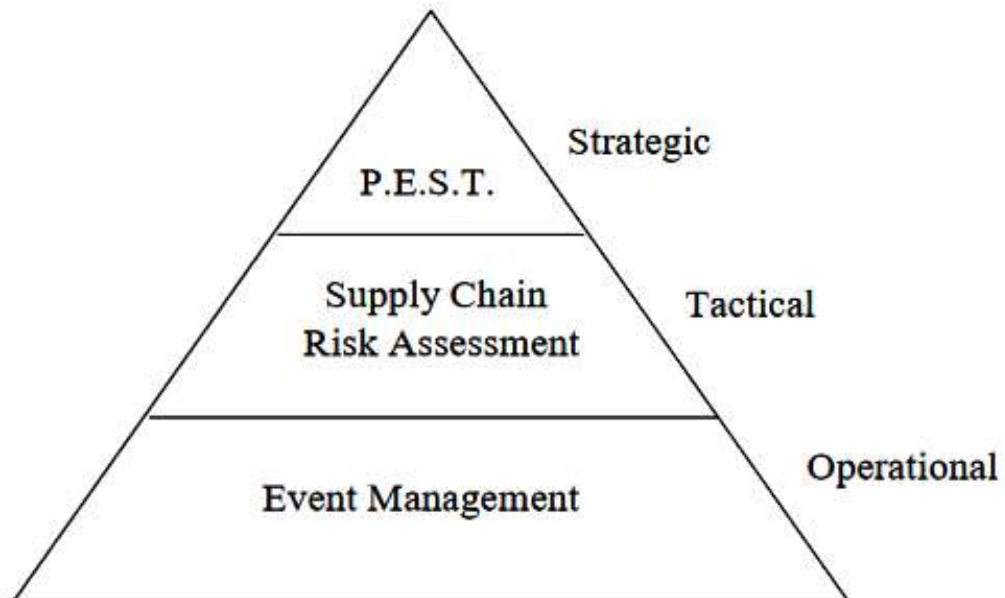 Strategic
P.E.S.T.
Supply Chain
Risk Assessment
Tactical
Event Management
Operational